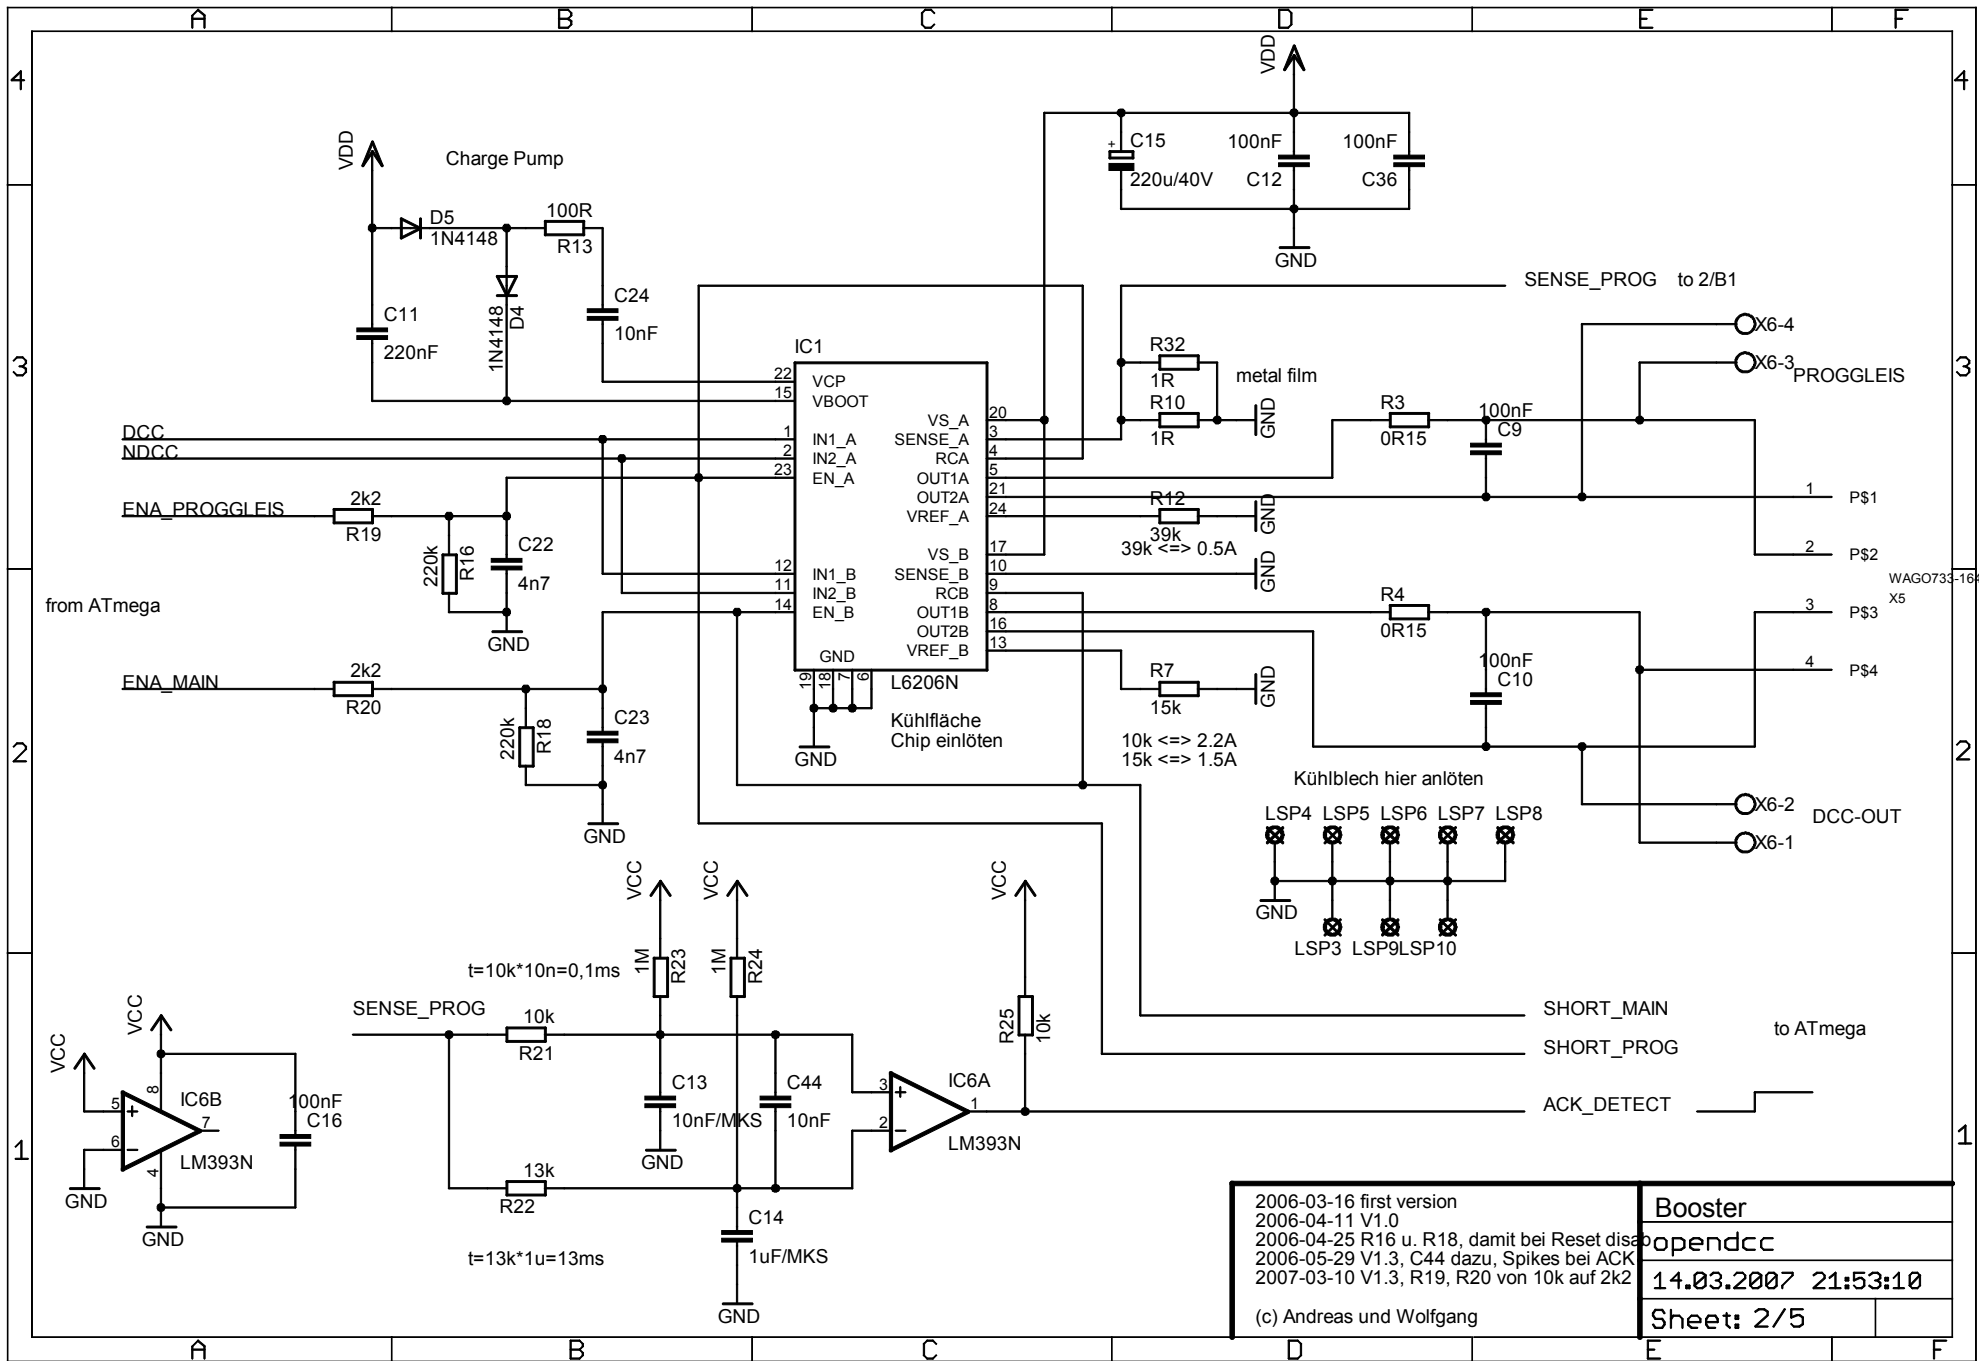 A B C D E F
4 4
3 3
2 2
1 1
A B C D E F
VDD
Charge Pump
D5
1N4148
100R
R13
1N4148
D4
C11
220nF
C24
10nF
VDD
+
C15
220u/40V
100nF
C12
100nF
C36
GND
SENSE_PROG to 2/B1
IC1
22 VCP
15 VBOOT
1 IN1_A
2 IN2_A
23 EN_A
12 IN1_B
11 IN2_B
14 EN_B
VS_A 20
SENSE_A 3
RCA 4
OUT1A 5
OUT2A 21
VREF_A 24
VS_B 17
SENSE_B 10
RCB 9
OUT1B 8
OUT2B 16
VREF_B 13
GND
19 18 7 6
L6206N
GND
Kühlfläche
Chip einlöten
DCC
NDCC
ENA_PROGGLEIS
2k2
R19
220k
R16
C22
4n7
GND
from ATmega
ENA_MAIN
2k2
R20
220k
R18
C23
4n7
GND
R32
1R
metal film
R10
1R
GND
R12
39k
39k <=> 0.5A
GND
GND
R7
15k
GND
10k <=> 2.2A
15k <=> 1.5A
R3
0R15
100nF
C9
R4
0R15
100nF
C10
X6-4
X6-3
PROGGLEIS
1 P$1
2 P$2
WAGO733-164
X5
3 P$3
4 P$4
X6-2
DCC-OUT
X6-1
Kühlblech hier anlöten
LSP4 LSP5 LSP6 LSP7 LSP8
GND
LSP3 LSP9 LSP10
VCC
VCC
VCC
1M
R23
1M
R24
R25
10k
t=10k*10n=0,1ms
SENSE_PROG
10k
R21
C13
10nF/MKS
GND
C44
10nF
3 +
2 -
1
IC6A
LM393N
13k
R22
C14
1uF/MKS
GND
t=13k*1u=13ms
VCC
VCC
5 +
6 -
8
4
7
IC6B
LM393N
100nF
C16
GND
GND
SHORT_MAIN
SHORT_PROG
to ATmega
ACK_DETECT
2006-03-16 first version
2006-04-11 V1.0
2006-04-25 R16 u. R18, damit bei Reset disab
2006-05-29 V1.3, C44 dazu, Spikes bei ACK
2007-03-10 V1.3, R19, R20 von 10k auf 2k2
(c) Andreas und Wolfgang
Booster
opendcc
14.03.2007 21:53:10
Sheet: 2/5